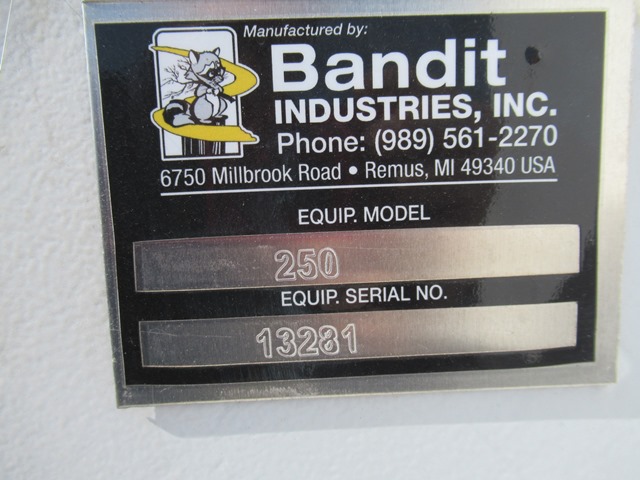 Manufactured by:
Bandit
INDUSTRIES, INC.
Phone: (989) 561-2270
6750 Millbrook Road • Remus, MI 49340 USA
EQUIP. MODEL
250
EQUIP. SERIAL NO.
13281